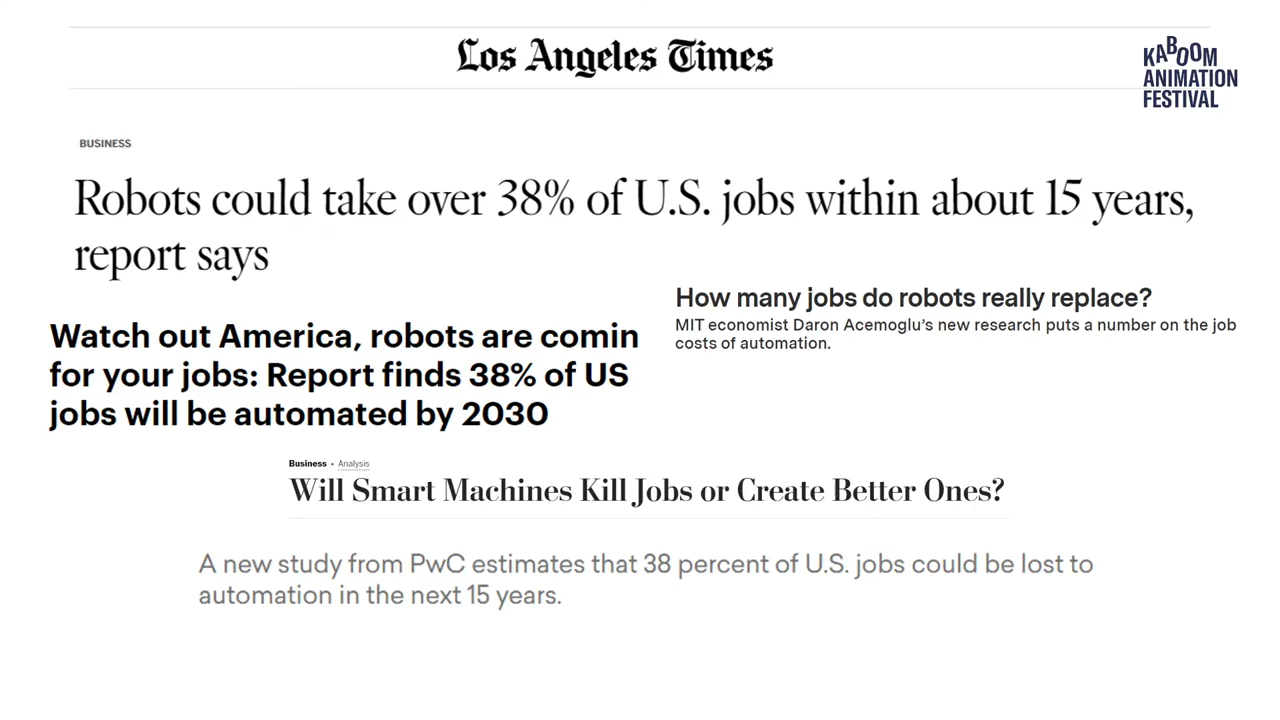 Los Angeles Times
KABOOM
ANIMATION
FESTIVAL
BUSINESS
Robots could take over 38% of U.S. jobs within about 15 years,
report says
How many jobs do robots really replace?
MIT economist Daron Acemoglu's new research puts a number on the job
costs of automation.
Watch out America, robots are comin
for your jobs: Report finds 38% of US
jobs will be automated by 2030
Business • Analysis
Will Smart Machines Kill Jobs or Create Better Ones?
A new study from PwC estimates that 38 percent of U.S. jobs could be lost to
automation in the next 15 years.